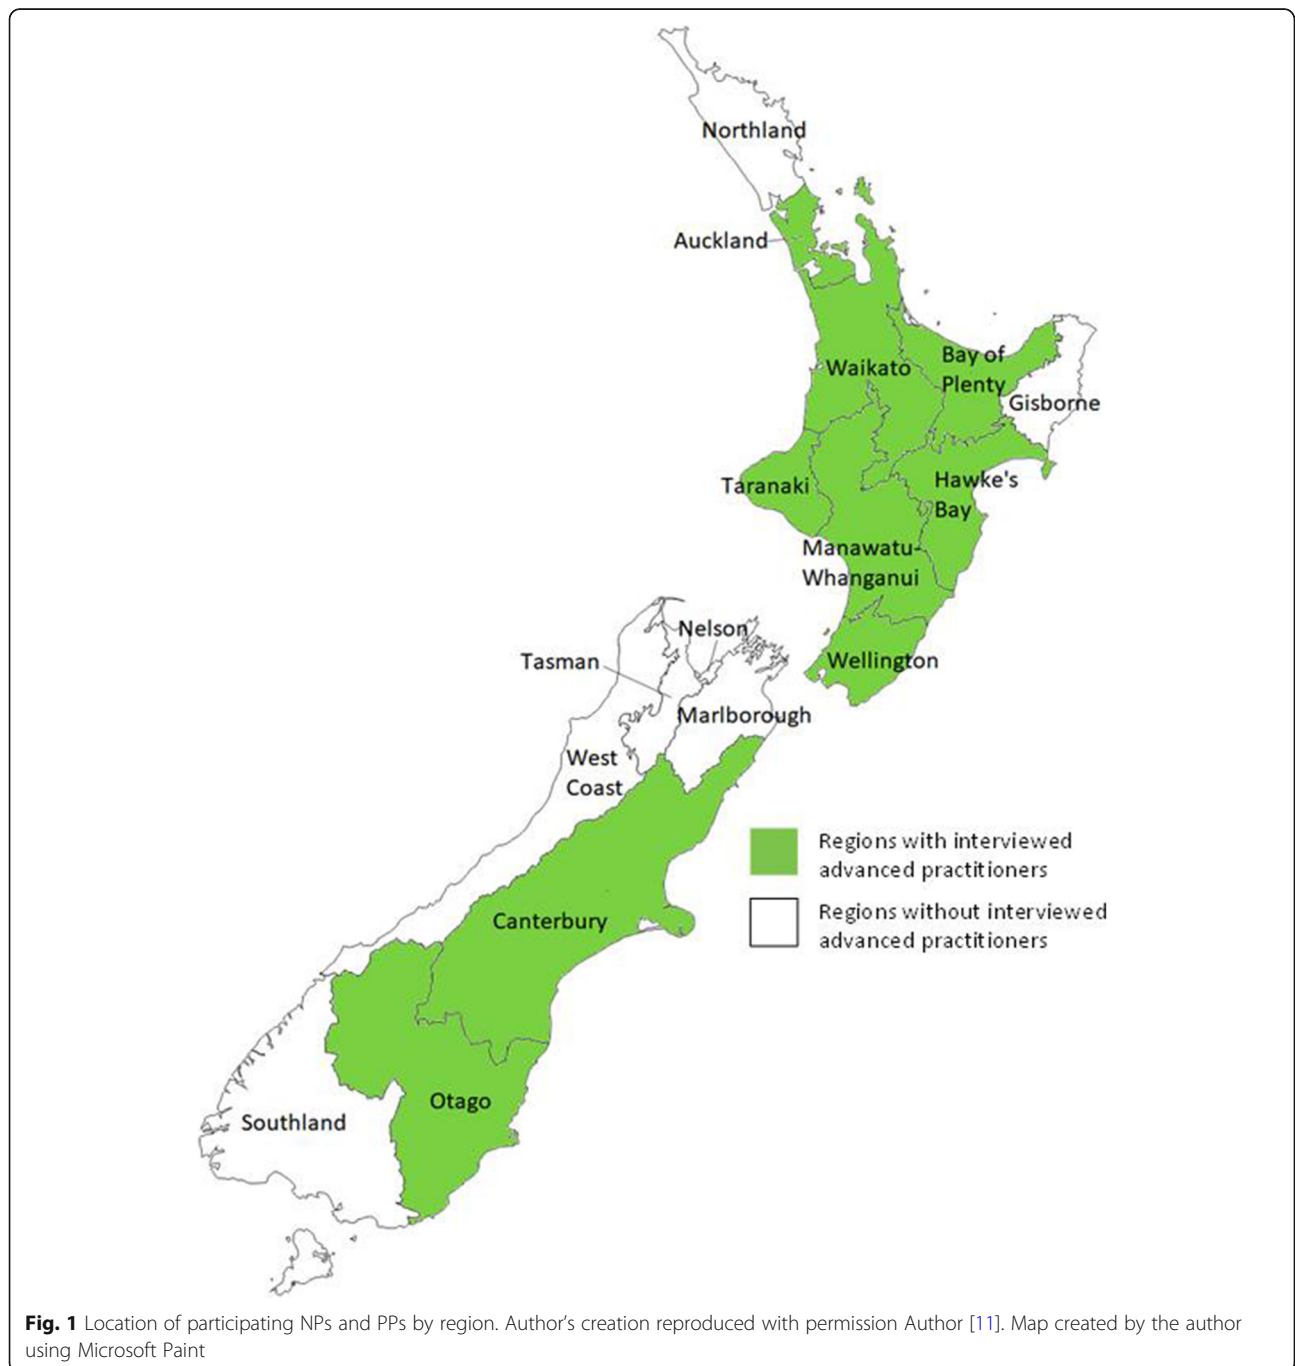 Northland
Auckland
Waikato
Bay of
Plenty
Gisborne
Taranaki
Hawke's
Bay
Manawatu-
Whanganui
Wellington
Nelson
Tasman
Marlborough
West
Coast
Canterbury
Otago
Southland
Regions with interviewed
advanced practitioners
Regions without interviewed
advanced practitioners
Fig. 1 Location of participating NPs and PPs by region. Author's creation reproduced with permission Author [11]. Map created by the author
using Microsoft Paint